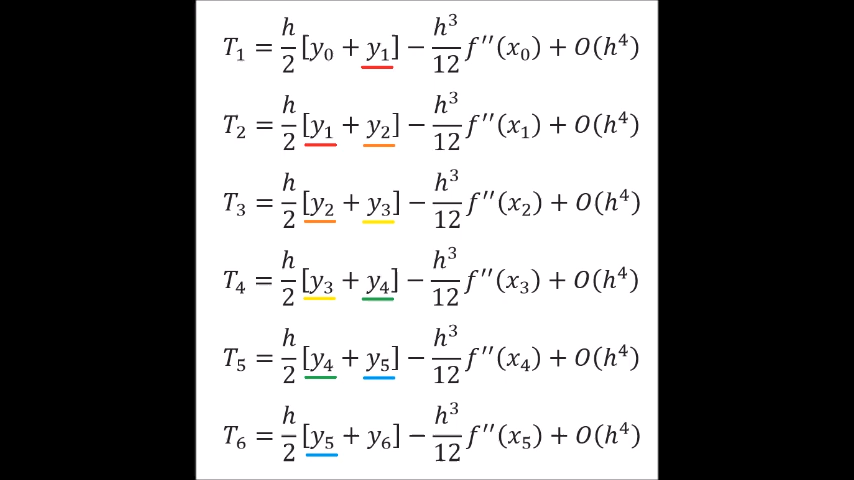 T₁ = h/2 [y₀ + y₁] − h³/12 f′′(x₀) + O(h⁴)
T₂ = h/2 [y₁ + y₂] − h³/12 f′′(x₁) + O(h⁴)
T₃ = h/2 [y₂ + y₃] − h³/12 f′′(x₂) + O(h⁴)
T₄ = h/2 [y₃ + y₄] − h³/12 f′′(x₃) + O(h⁴)
T₅ = h/2 [y₄ + y₅] − h³/12 f′′(x₄) + O(h⁴)
T₆ = h/2 [y₅ + y₆] − h³/12 f′′(x₅) + O(h⁴)